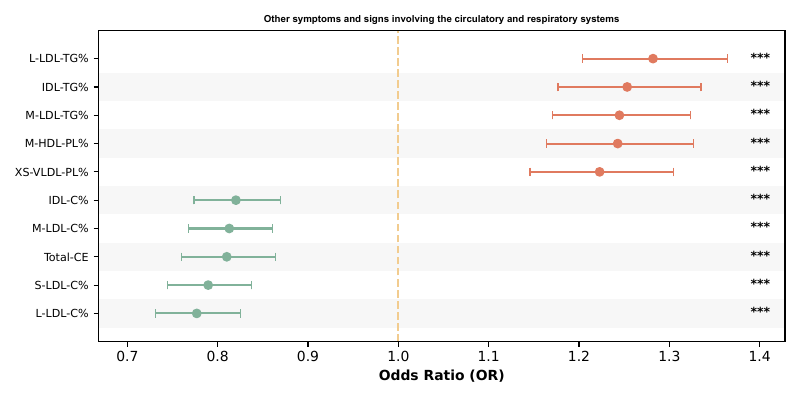 Other symptoms and signs involving the circulatory and respiratory systems
L-LDL-TG% ***
IDL-TG% ***
M-LDL-TG% ***
M-HDL-PL% ***
XS-VLDL-PL% ***
IDL-C% ***
M-LDL-C% ***
Total-CE ***
S-LDL-C% ***
L-LDL-C% ***
0.7 0.8 0.9 1.0 1.1 1.2 1.3 1.4
Odds Ratio (OR)